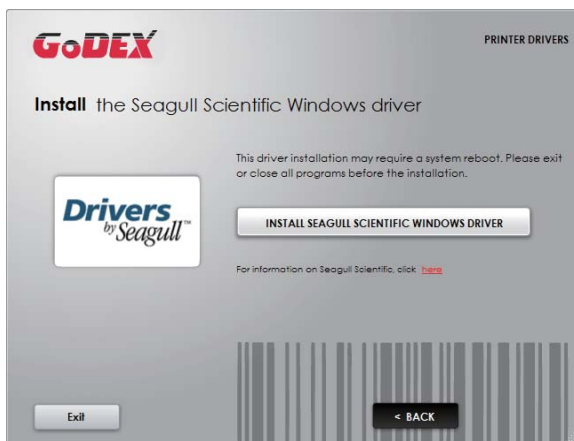 GoDEX
PRINTER DRIVERS
Install the Seagull Scientific Windows driver
This driver installation may require a system reboot. Please exit
or close all programs before the installation.
Drivers
by Seagull™
INSTALL SEAGULL SCIENTIFIC WINDOWS DRIVER
For information on Seagull Scientific, click here
Exit
< BACK